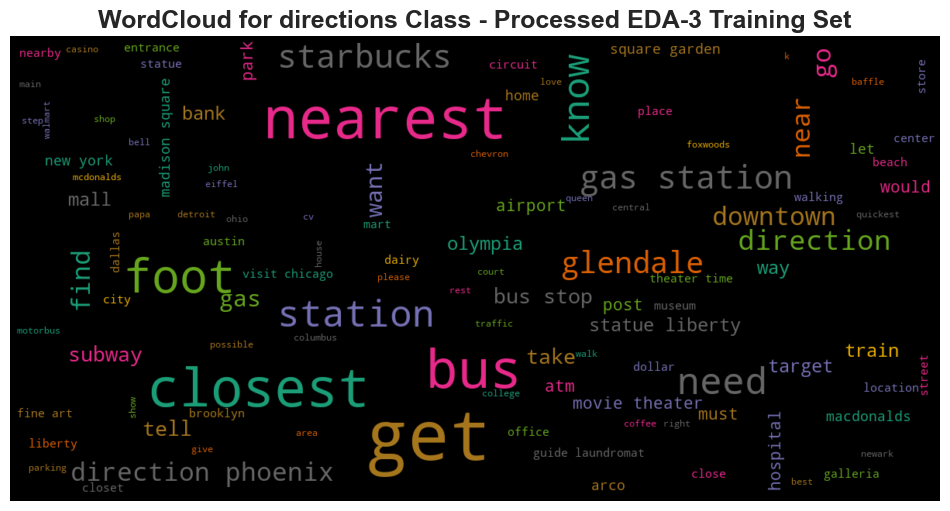 WordCloud for directions Class - Processed EDA-3 Training Set
nearby
casino
entrance
statue
park
starbucks
circuit
square garden
k
go
store
main
step
walmart
shop
bell
madison square
bank
nearest
home
love
know
place
near
baffle
center
let
beach
new york
mcdonalds
john
eiffel
chevron
foxwoods
would
mall
want
gas station
walking
papa
detroit
ohio
cv
mart
airport
queen
central
downtown
quickest
find
dallas
austin
house
dairy
olympia
glendale
direction
way
foot
visit chicago
please
court
theater time
city
gas
rest
bus stop
post
museum
motorbus
station
columbus
traffic
statue liberty
subway
possible
bus
take
walk
train
closest
college
atm
dollar
need
target
location
street
fine art
show
brooklyn
movie theater
must
macdonalds
liberty
tell
give
area
get
office
coffee
right
hospital
newark
parking
closet
direction phoenix
guide laundromat
arco
close
best
galleria